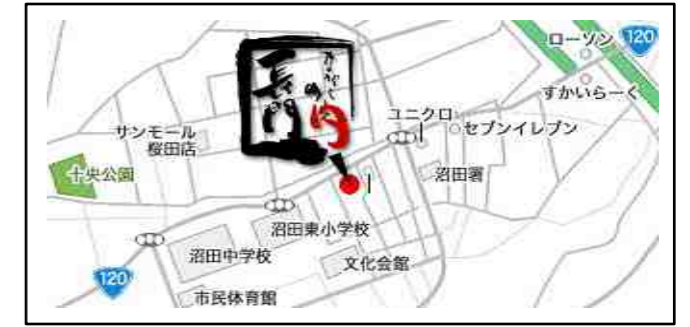 ローソン
120
すかいらーく
ユニクロ
セブンイレブン
サンモール
桜田店
十央公園
沼田署
沼田東小学校
沼田中学校
文化会館
120
市民体育館
長門